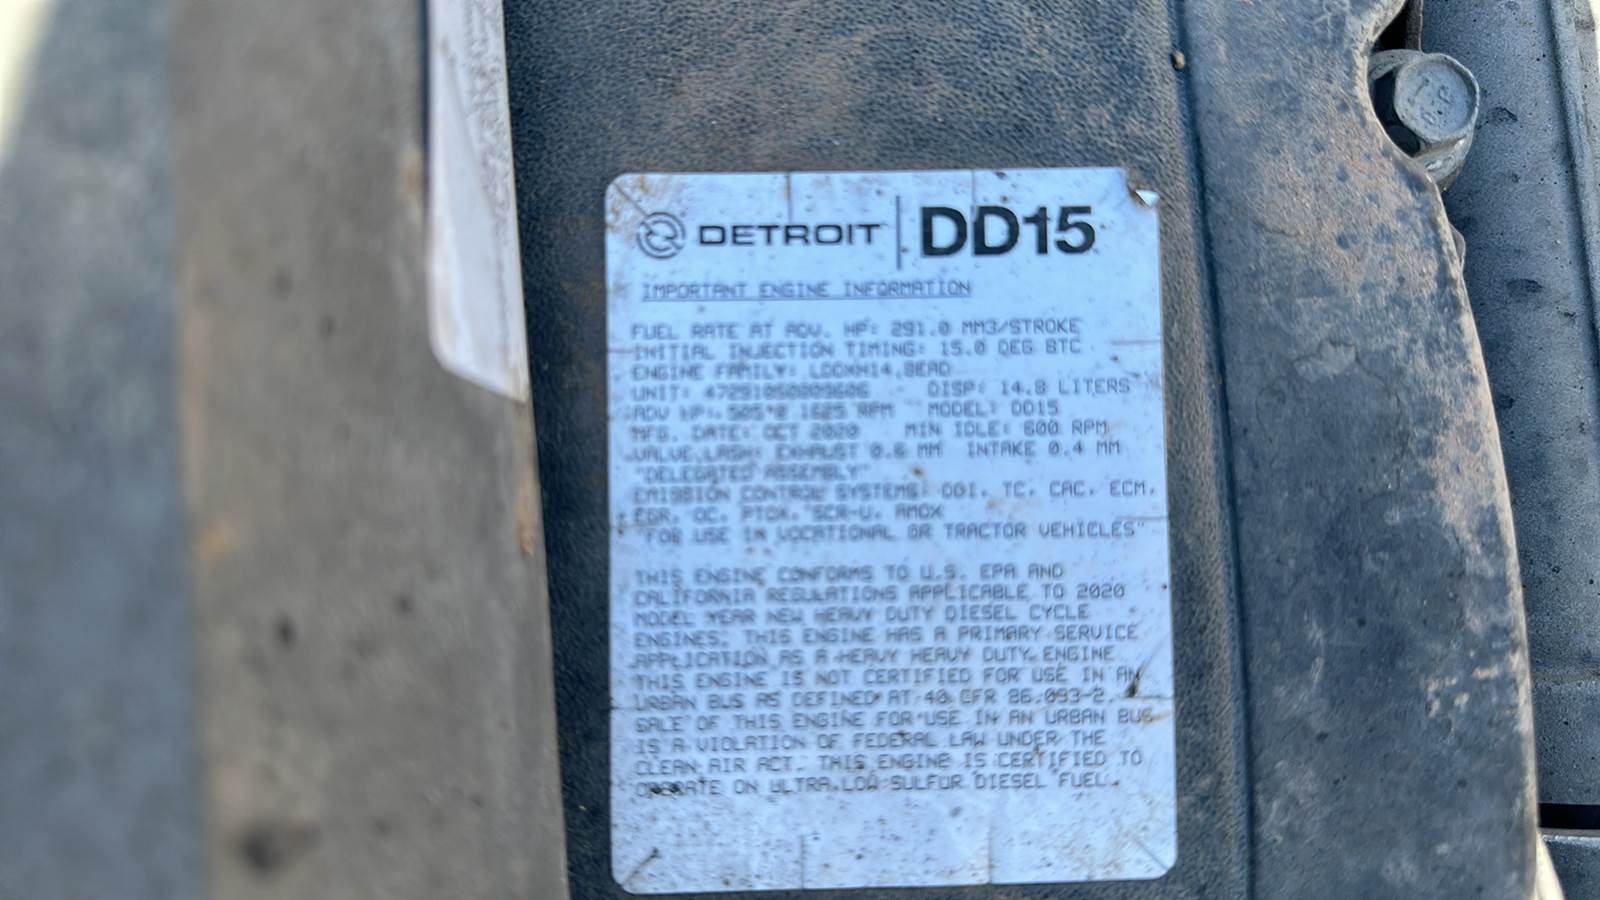 DETROIT DD15
IMPORTANT ENGINE INFORMATION
FUEL RATE AT ADV. HP: 291.0 MM3/STROKE
INITIAL INJECTION TIMING: 15.0 DEG BTC
ENGINE FAMILY:
UNIT: DISP: 14.8 LITERS
ADV HP: 1625 RPM MODEL: DD15
MFG. DATE: OCT 2020 MIN IDLE: 600 RPM
VALVE LASH: EXHAUST 0.6 MM INTAKE 0.4 MM
"DELEGATED ASSEMBLY"
EMISSION CONTROL SYSTEMS: DDI, TC, CAC, ECM,
EGR, OC, PTOX, SCR-U, AMOX
"FOR USE IN VOCATIONAL OR TRACTOR VEHICLES"
THIS ENGINE CONFORMS TO U.S. EPA AND
CALIFORNIA REGULATIONS APPLICABLE TO 2020
MODEL YEAR NEW HEAVY DUTY DIESEL CYCLE
ENGINES. THIS ENGINE HAS A PRIMARY SERVICE
APPLICATION AS A HEAVY HEAVY DUTY ENGINE.
THIS ENGINE IS NOT CERTIFIED FOR USE IN AN
URBAN BUS AS DEFINED AT 40 CFR 86.093-2.
SALE OF THIS ENGINE FOR USE IN AN URBAN BUS
IS A VIOLATION OF FEDERAL LAW UNDER THE
CLEAN AIR ACT. THIS ENGINE IS CERTIFIED TO
OPERATE ON ULTRA LOW SULFUR DIESEL FUEL.